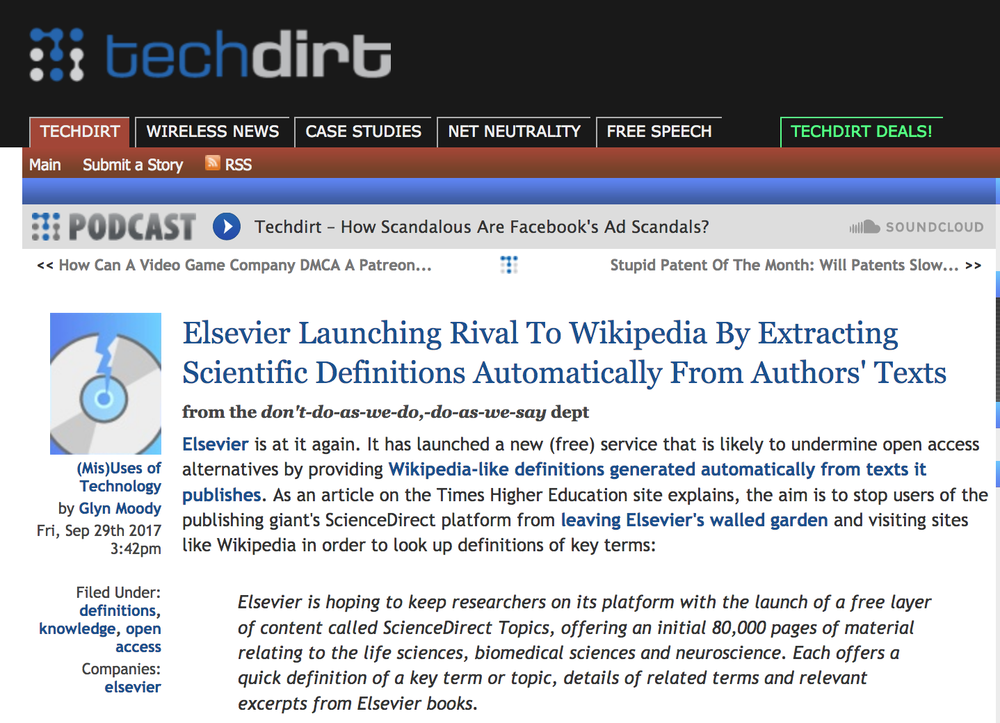 techdirt
TECHDIRT WIRELESS NEWS CASE STUDIES NET NEUTRALITY FREE SPEECH TECHDIRT DEALS!
Main Submit a Story RSS
PODCAST Techdirt – How Scandalous Are Facebook's Ad Scandals? SOUNDCLOUD
<< How Can A Video Game Company DMCA A Patreon... Stupid Patent Of The Month: Will Patents Slow... >>
Elsevier Launching Rival To Wikipedia By Extracting
Scientific Definitions Automatically From Authors' Texts
from the don't-do-as-we-do,-do-as-we-say dept
(Mis)Uses of
Technology
by Glyn Moody
Fri, Sep 29th 2017
3:42pm
Filed Under:
definitions,
knowledge, open
access
Companies:
elsevier
Elsevier is at it again. It has launched a new (free) service that is likely to undermine open access
alternatives by providing Wikipedia-like definitions generated automatically from texts it
publishes. As an article on the Times Higher Education site explains, the aim is to stop users of the
publishing giant's ScienceDirect platform from leaving Elsevier's walled garden and visiting sites
like Wikipedia in order to look up definitions of key terms:
Elsevier is hoping to keep researchers on its platform with the launch of a free layer
of content called ScienceDirect Topics, offering an initial 80,000 pages of material
relating to the life sciences, biomedical sciences and neuroscience. Each offers a
quick definition of a key term or topic, details of related terms and relevant
excerpts from Elsevier books.